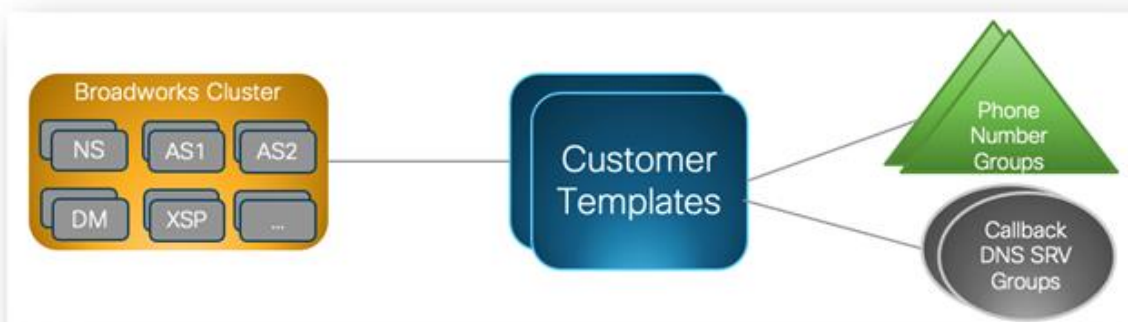 Broadworks Cluster
NS
AS1
AS2
DM
XSP
...
Customer
Templates
Phone
Number
Groups
Callback
DNS SRV
Groups